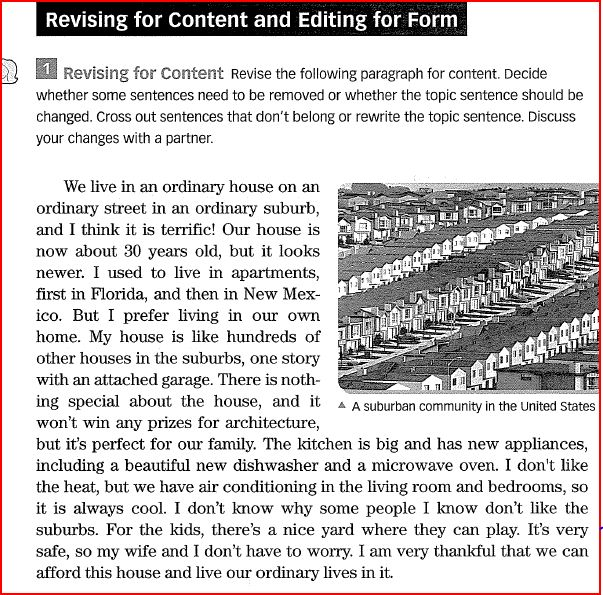 Revising for Content and Editing for Form
1 Revising for Content Revise the following paragraph for content. Decide
whether some sentences need to be removed or whether the topic sentence should be
changed. Cross out sentences that don't belong or rewrite the topic sentence. Discuss
your changes with a partner.
We live in an ordinary house on an
ordinary street in an ordinary suburb,
and I think it is terrific! Our house is
now about 30 years old, but it looks
newer. I used to live in apartments,
first in Florida, and then in New Mex-
ico. But I prefer living in our own
home. My house is like hundreds of
other houses in the suburbs, one story
with an attached garage. There is noth-
ing special about the house, and it
won't win any prizes for architecture,
▲ A suburban community in the United States
but it's perfect for our family. The kitchen is big and has new appliances,
including a beautiful new dishwasher and a microwave oven. I don't like
the heat, but we have air conditioning in the living room and bedrooms, so
it is always cool. I don't know why some people I know don't like the
suburbs. For the kids, there's a nice yard where they can play. It's very
safe, so my wife and I don't have to worry. I am very thankful that we can
afford this house and live our ordinary lives in it.